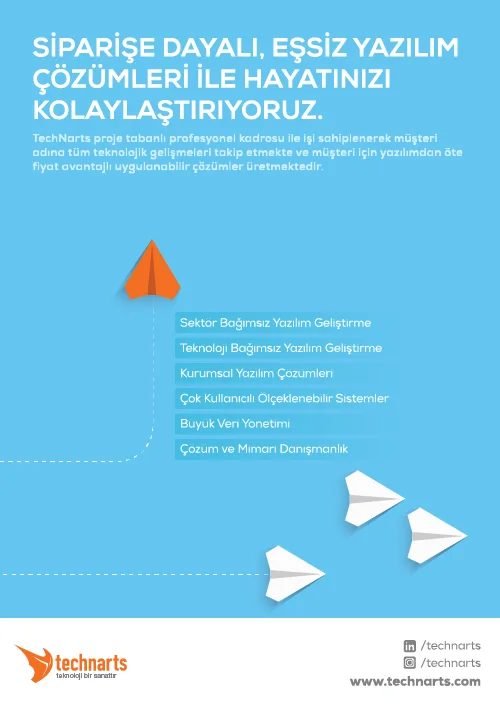 SİPARİŞE DAYALI, EŞSİZ YAZILIM
ÇÖZÜMLERİ İLE HAYATINIZI
KOLAYLAŞTIRIYORUZ.
TechNarts proje tabanlı profesyonel kadrosu ile işi sahiplenerek müşteri
adına tüm teknolojik gelişmeleri takip etmekte ve müşteri için yazılımdan öte
fiyat avantajlı uygulanabilir çözümler üretmektedir.
Sektör Bağımsız Yazılım Geliştirme
Teknoloji Bağımsız Yazılım Geliştirme
Kurumsal Yazılım Çözümleri
Çok Kullanıcılı Ölçeklenebilir Sistemler
Büyük Veri Yönetimi
Çözüm ve Mimari Danışmanlık
technarts
teknoloji bir sanattır
in /technarts
/technarts
www.technarts.com